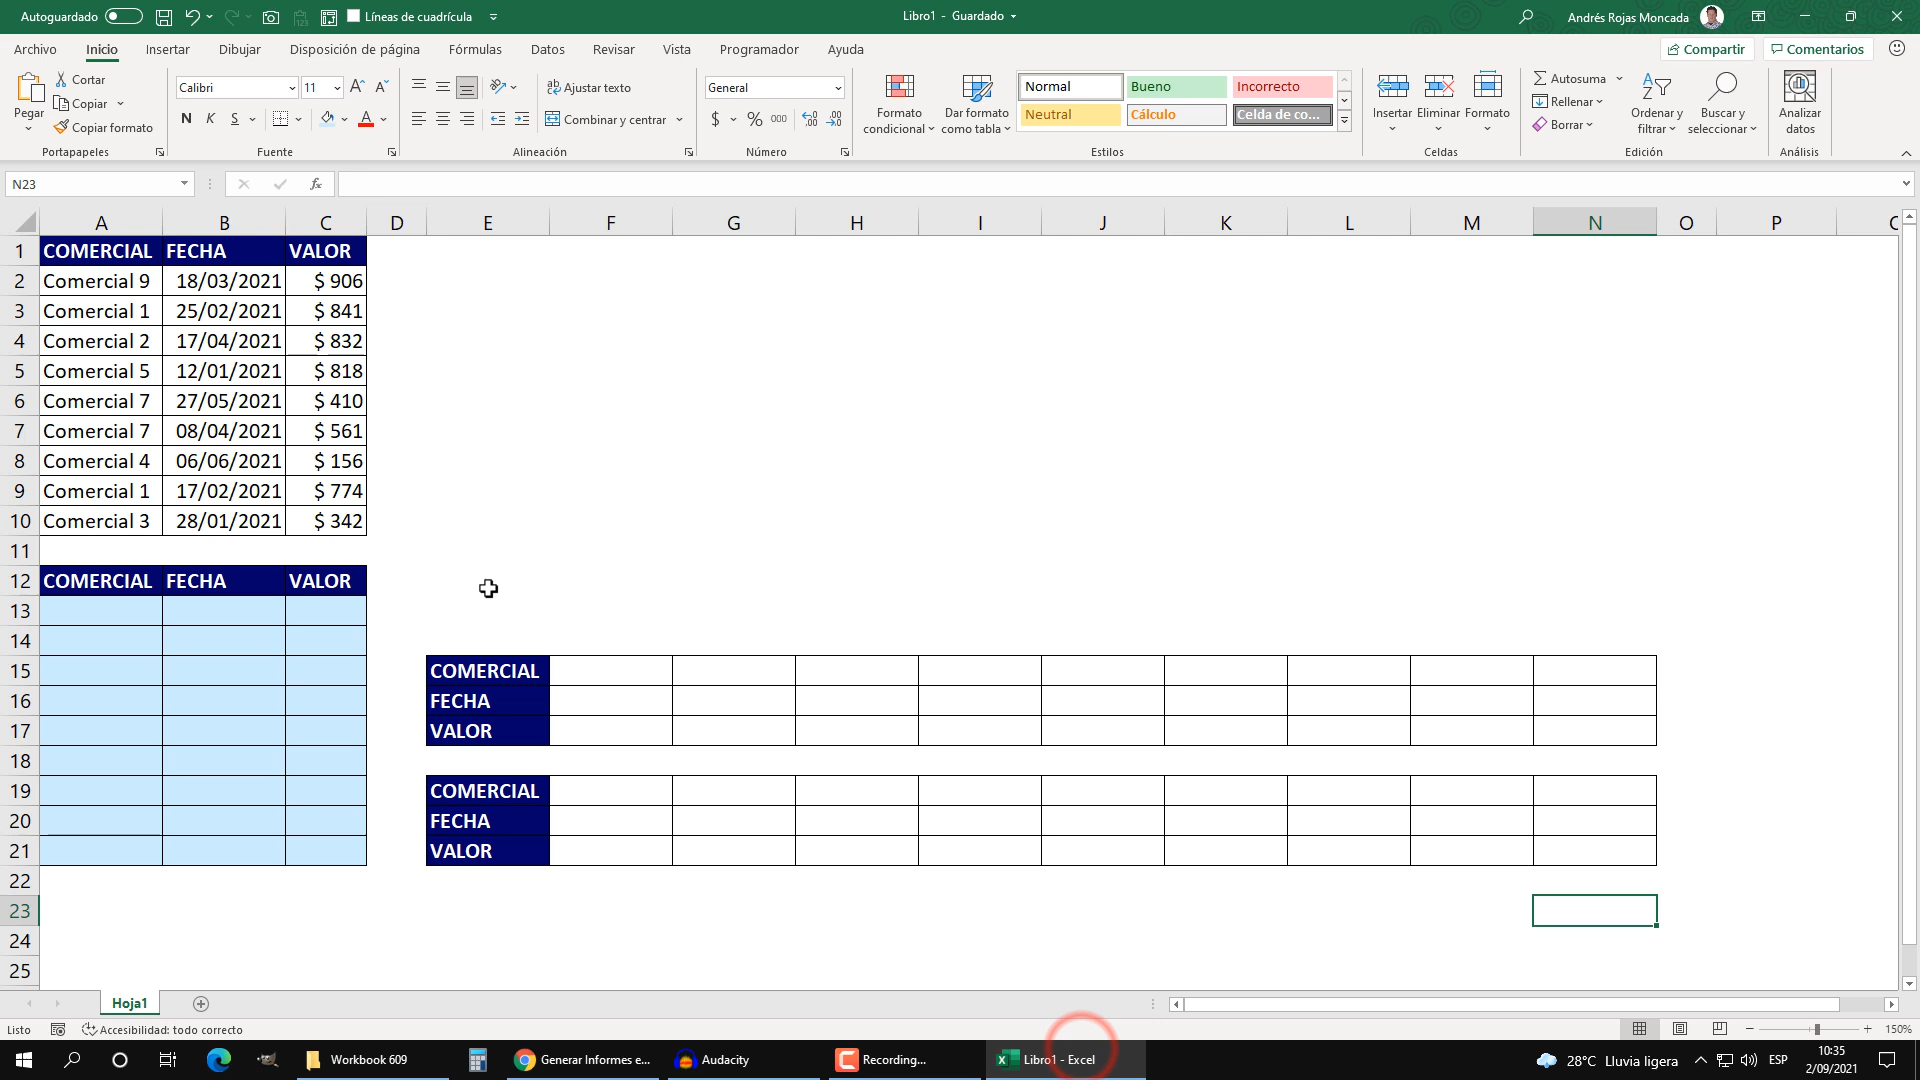 Autoguardado
Líneas de cuadrícula
Libro1 - Guardado
Andrés Rojas Moncada
Archivo Inicio Insertar Dibujar Disposición de página Fórmulas Datos Revisar Vista Programador Ayuda
Compartir Comentarios
Pegar
Cortar
Copiar
Copiar formato
Portapapeles
Calibri 11
N K S
A
Fuente
Ajustar texto
Combinar y centrar
Alineación
General
$ % 000
Número
Formato condicional
Dar formato como tabla
Normal Bueno Incorrecto
Neutral Cálculo Celda de co...
Estilos
Insertar Eliminar Formato
Celdas
Autosuma
Rellenar
Borrar
Ordenar y filtrar
Buscar y seleccionar
Edición
Analizar datos
Análisis
N23
fx
A B C D E F G H I J K L M N O P
1 COMERCIAL FECHA VALOR
2 Comercial 9 18/03/2021 $ 906
3 Comercial 1 25/02/2021 $ 841
4 Comercial 2 17/04/2021 $ 832
5 Comercial 5 12/01/2021 $ 818
6 Comercial 7 27/05/2021 $ 410
7 Comercial 7 08/04/2021 $ 561
8 Comercial 4 06/06/2021 $ 156
9 Comercial 1 17/02/2021 $ 774
10 Comercial 3 28/01/2021 $ 342
11
12 COMERCIAL FECHA VALOR
13
14
15 COMERCIAL
16 FECHA
17 VALOR
18
19 COMERCIAL
20 FECHA
21 VALOR
22
23
24
25
Hoja1
Listo
Accesibilidad: todo correcto
150%
Workbook 609
Generar Informes e...
Audacity
Recording...
Libro1 - Excel
28°C Lluvia ligera
ESP
10:35
2/09/2021